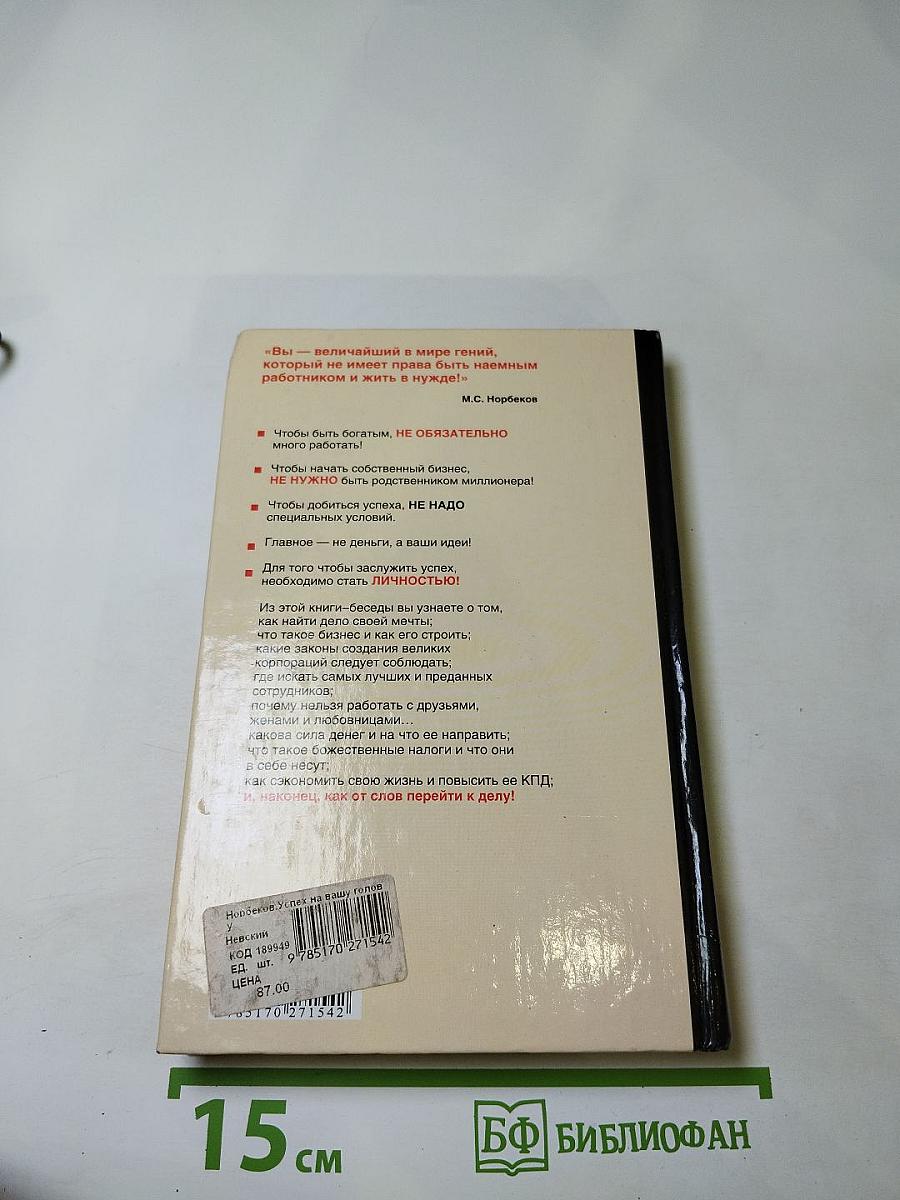 «Вы — величайший в мире гений,
который не имеет права быть наемным
работником и жить в нужде!»
М.С. Норбеков
Чтобы быть богатым, НЕ ОБЯЗАТЕЛЬНО
много работать!
Чтобы начать собственный бизнес,
НЕ НУЖНО быть родственником миллионера!
Чтобы добиться успеха, НЕ НАДО
специальных условий.
Главное — не деньги, а ваши идеи!
Для того чтобы заслужить успех,
необходимо стать ЛИЧНОСТЬЮ!
Из этой книги–беседы вы узнаете о том,
как найти дело своей мечты;
что такое бизнес и как его строить;
какие законы создания великих
корпораций следует соблюдать;
где искать самых лучших и преданных
сотрудников;
почему нельзя работать с друзьями,
женами и любовницами...
какова сила денег и на что ее направить;
что такое божественные налоги и что они
в себе несут;
как сэкономить свою жизнь и повысить ее КПД;
и, наконец, как от слов перейти к делу!
Норбеков.Успех на вашу голов
у
Невский
КОД 189949
ЕД. шт.
ЦЕНА
87.00
9 785170 271542
785170 271542
15 см
БФ БИБЛИОФАН